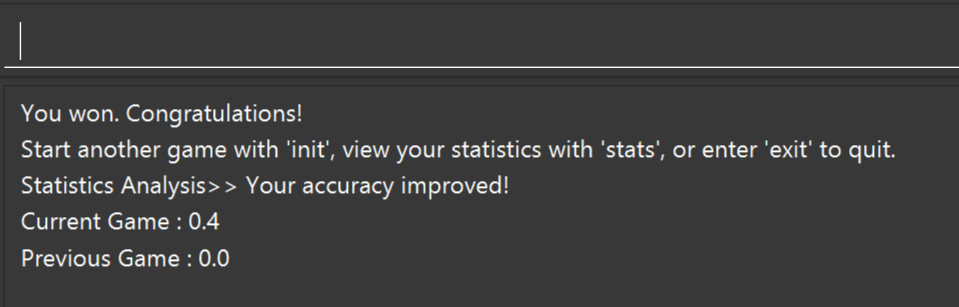 You won. Congratulations!
Start another game with 'init', view your statistics with 'stats', or enter 'exit' to quit.
Statistics Analysis>> Your accuracy improved!
Current Game : 0.4
Previous Game : 0.0